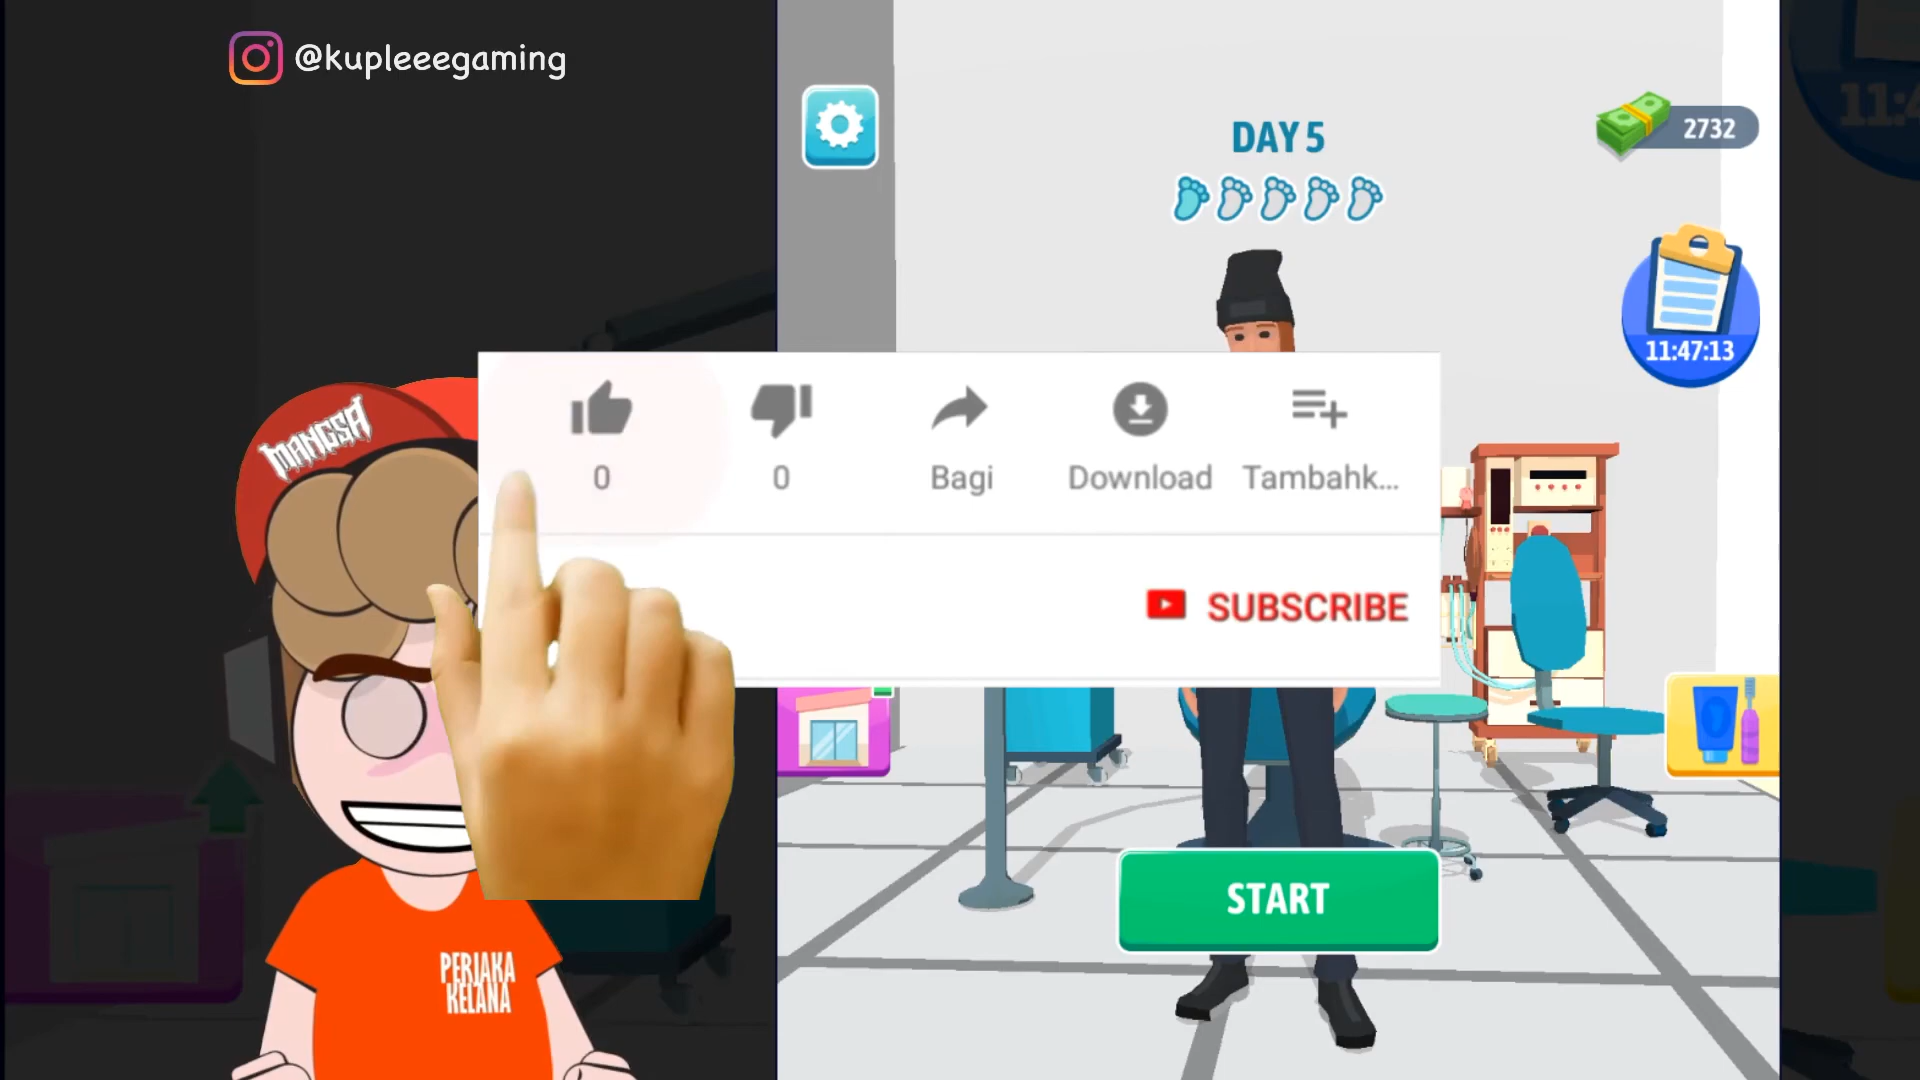 @kupleeegaming
DAY 5
2732
11:47:13
MANGSA
0
0
Bagi
Download
Tambahk...
SUBSCRIBE
START
PERJAKA
KELANA